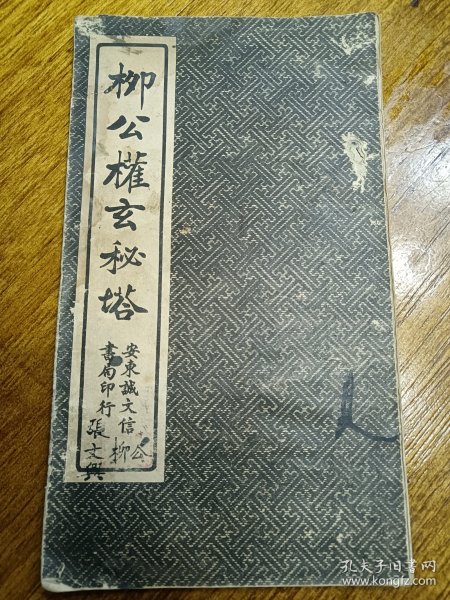 柳公權玄秘塔
安東誠文信
書局印行
公
柳
張文興
孔夫子旧书网
www.kongfz.com